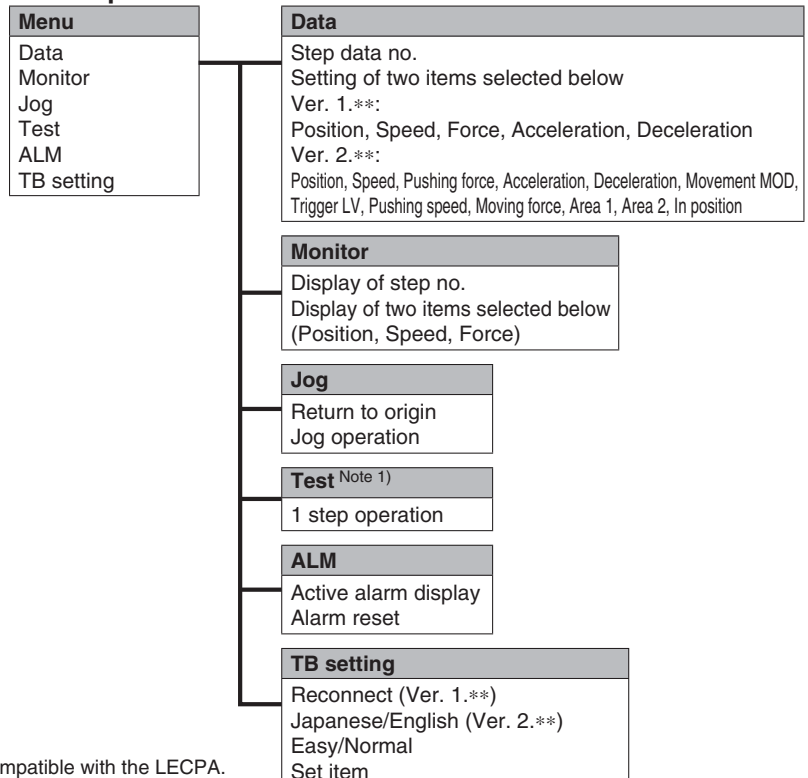 Menu
Data
Monitor
Jog
Test
ALM
TB setting
Data
Step data no.
Setting of two items selected below
Ver. 1.**:
Position, Speed, Force, Acceleration, Deceleration
Ver. 2.**:
Position, Speed, Pushing force, Acceleration, Deceleration, Movement MOD,
Trigger LV, Pushing speed, Moving force, Area 1, Area 2, In position
Monitor
Display of step no.
Display of two items selected below
(Position, Speed, Force)
Jog
Return to origin
Jog operation
Test Note 1)
1 step operation
ALM
Active alarm display
Alarm reset
TB setting
Reconnect (Ver. 1.**)
Japanese/English (Ver. 2.**)
Easy/Normal
Set item
mpatible with the LECPA.